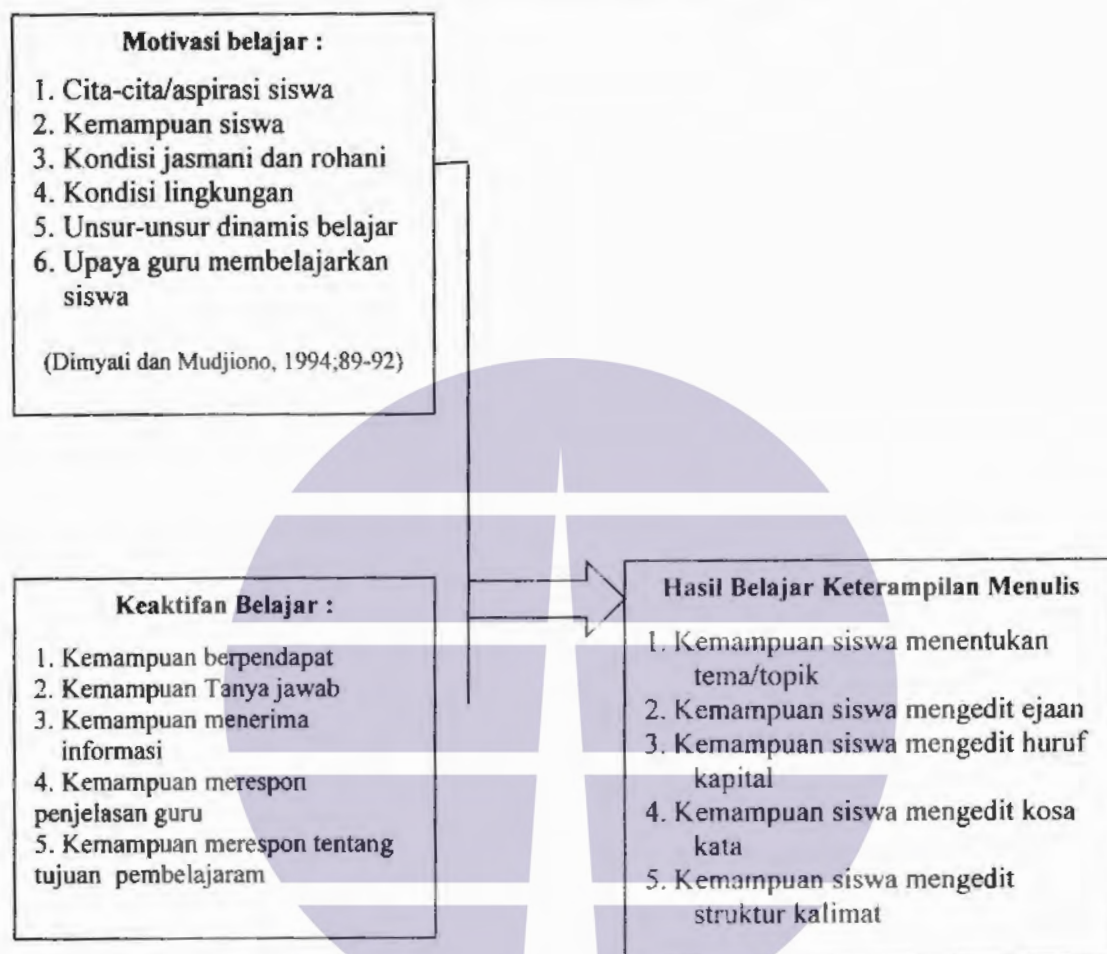 Motivasi belajar :
1. Cita-cita/aspirasi siswa
2. Kemampuan siswa
3. Kondisi jasmani dan rohani
4. Kondisi lingkungan
5. Unsur-unsur dinamis belajar
6. Upaya guru membelajarkan
siswa
(Dimyati dan Mudjiono, 1994;89-92)
Keaktifan Belajar :
1. Kemampuan berpendapat
2. Kemampuan Tanya jawab
3. Kemampuan menerima
informasi
4. Kemampuan merespon
penjelasan guru
5. Kemampuan merespon tentang
tujuan pembelajaram
Hasil Belajar Keterampilan Menulis
1. Kemampuan siswa menentukan
tema/topik
2. Kemampuan siswa mengedit ejaan
3. Kemampuan siswa mengedit huruf
kapital
4. Kemampuan siswa mengedit kosa
kata
5. Kemampuan siswa mengedit
struktur kalimat